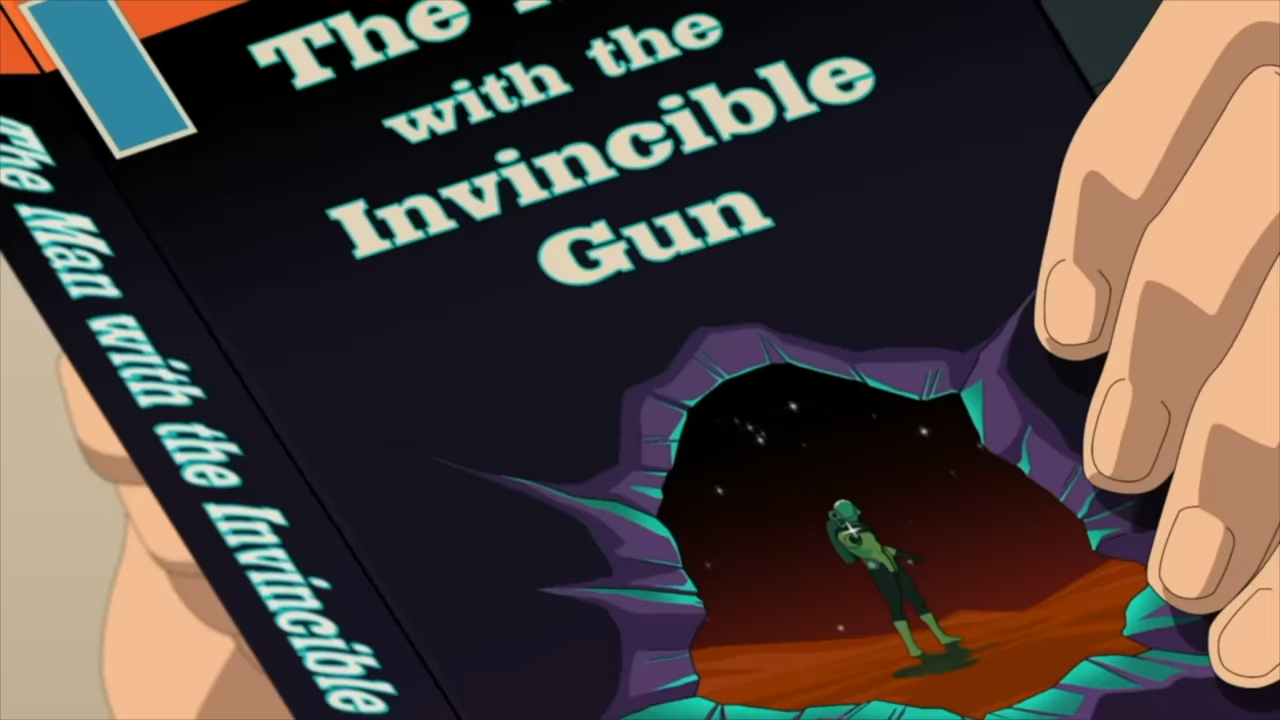 The
with the
Invincible
Gun
The Man with the Invincible